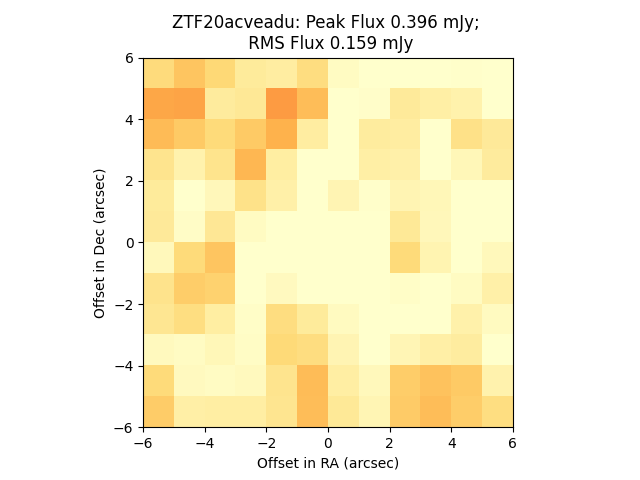 ZTF20acveadu: Peak Flux 0.396 mJy;
RMS Flux 0.159 mJy
6
4
2
0
−2
−4
−6
Offset in Dec (arcsec)
−6 −4 −2 0 2 4 6
Offset in RA (arcsec)